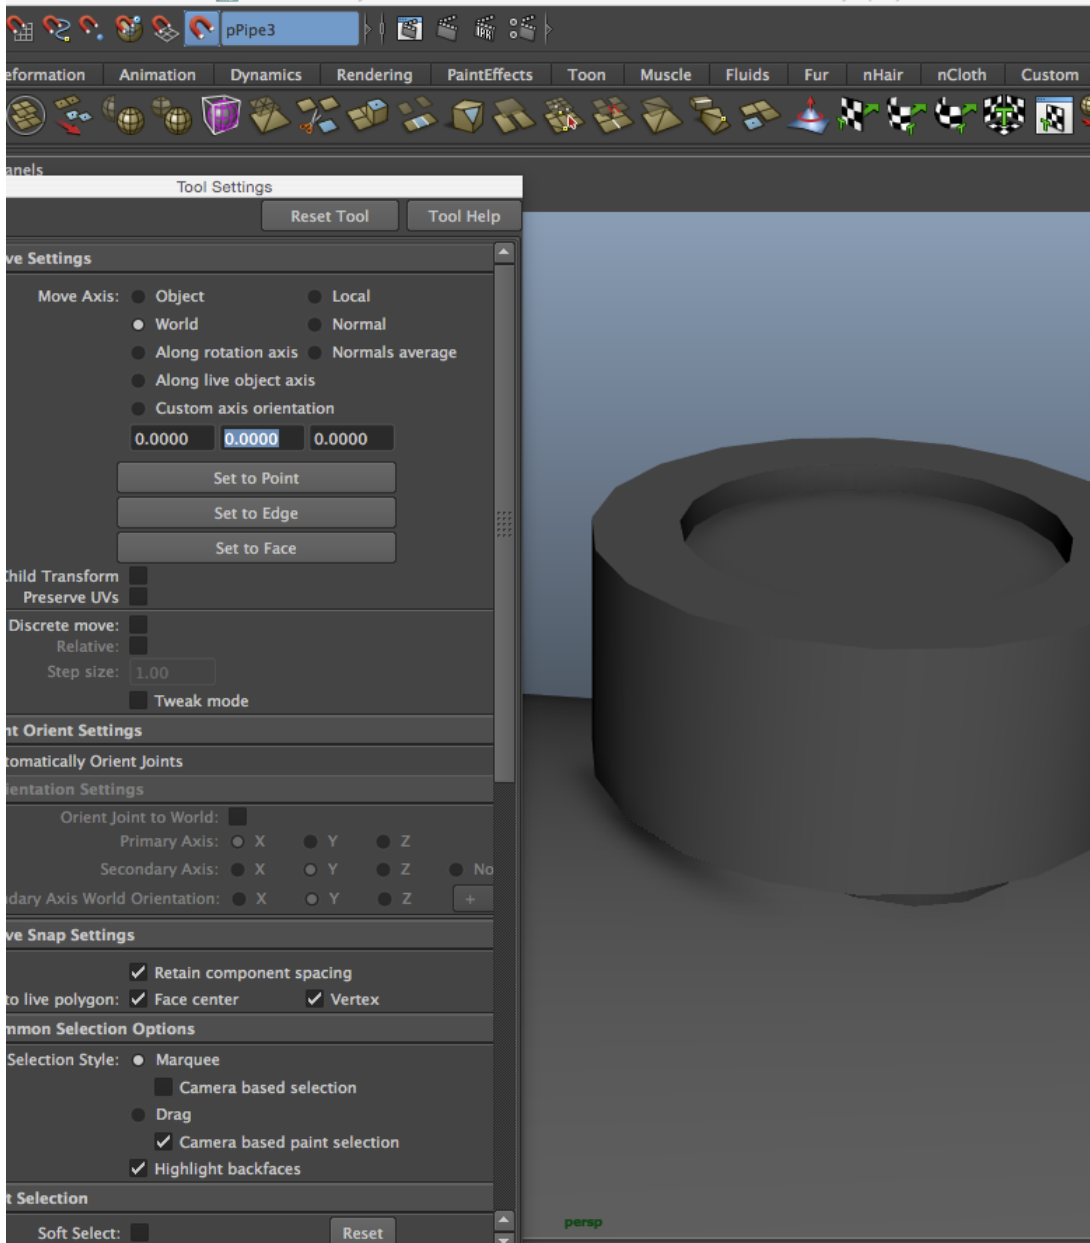 pPipe3
IPR
eformation Animation Dynamics Rendering PaintEffects Toon Muscle Fluids Fur nHair nCloth Custom
anels
Tool Settings
Reset Tool Tool Help
ve Settings
Move Axis: Object Local
World Normal
Along rotation axis Normals average
Along live object axis
Custom axis orientation
0.0000 0.0000 0.0000
Set to Point
Set to Edge
Set to Face
Child Transform
Preserve UVs
Discrete move:
Relative:
Step size: 1.00
Tweak mode
nt Orient Settings
tomatically Orient Joints
ientation Settings
Orient Joint to World:
Primary Axis: X Y Z
Secondary Axis: X Y Z No
dary Axis World Orientation: X Y Z +
ve Snap Settings
Retain component spacing
to live polygon: Face center Vertex
mmon Selection Options
Selection Style: Marquee
Camera based selection
Drag
Camera based paint selection
Highlight backfaces
t Selection
Soft Select: Reset
persp